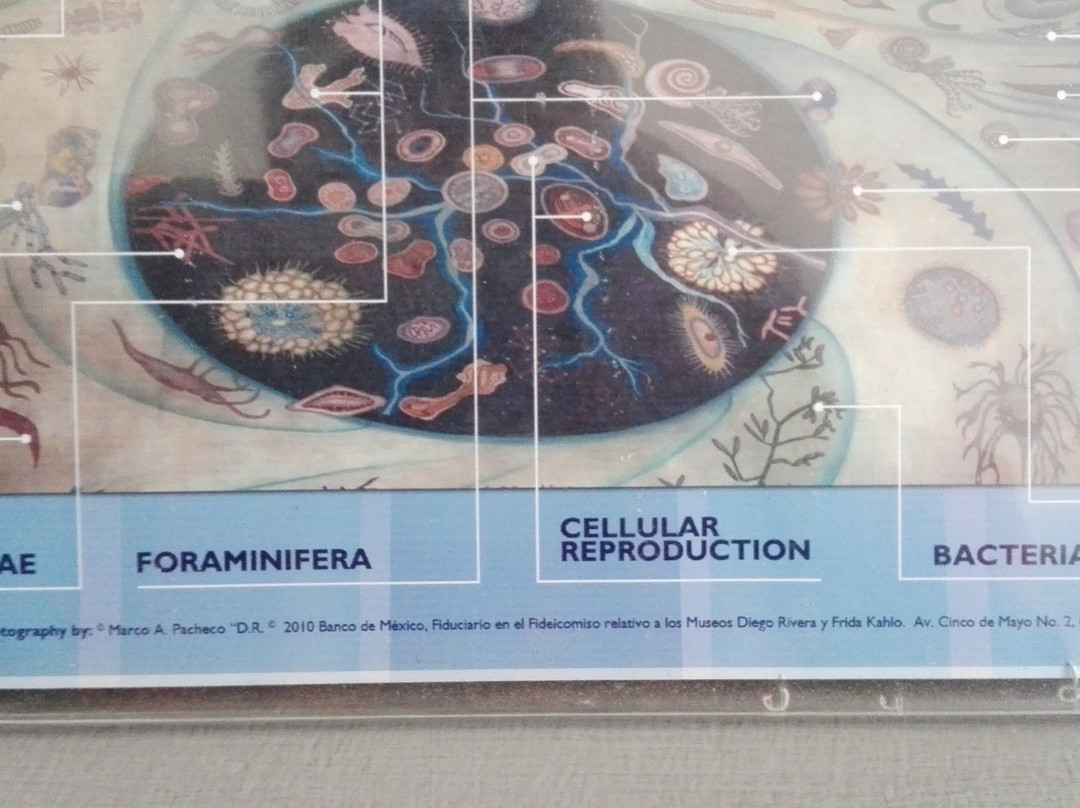 AE
FORAMINIFERA
CELLULAR
REPRODUCTION
BACTERIA
tography by: © Marco A. Pacheco "D.R. © 2010 Banco de México, Fiduciario en el Fideicomiso relativo a los Museos Diego Rivera y Frida Kahlo. Av. Cinco de Mayo No. 2,